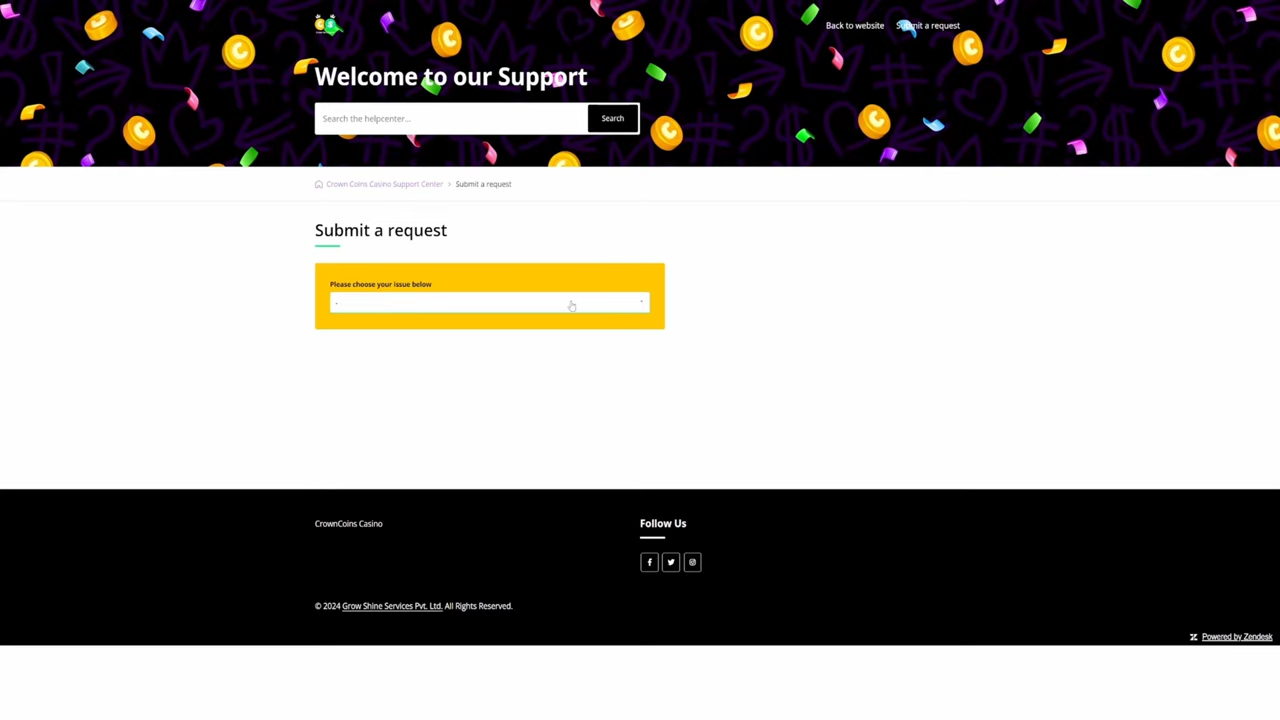 Back to website
Submit a request
Welcome to our Support
Search the helpcenter...
Search
Crown Coins Casino Support Center > Submit a request
Submit a request
Please choose your issue below
-
CrownCoins Casino
Follow Us
© 2024 Grow Shine Services Pvt. Ltd. All Rights Reserved.
Powered by Zendesk